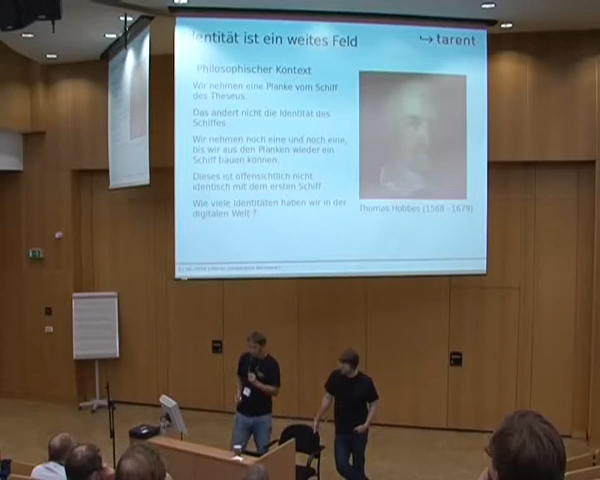 Identität ist ein weites Feld
tarent
Philosophischer Kontext
Wir nehmen eine Planke vom Schiff
des Theseus.
Das ändert nicht die Identität des
Schiffes
Wir nehmen noch eine und noch eine,
bis wir aus den Planken wieder ein
Schiff bauen können.
Dieses ist offensichtlich nicht
identisch mit dem ersten Schiff
Wie viele Identitäten haben wir in der
digitalen Welt ?
Thomas Hobbes (1568 - 1679)